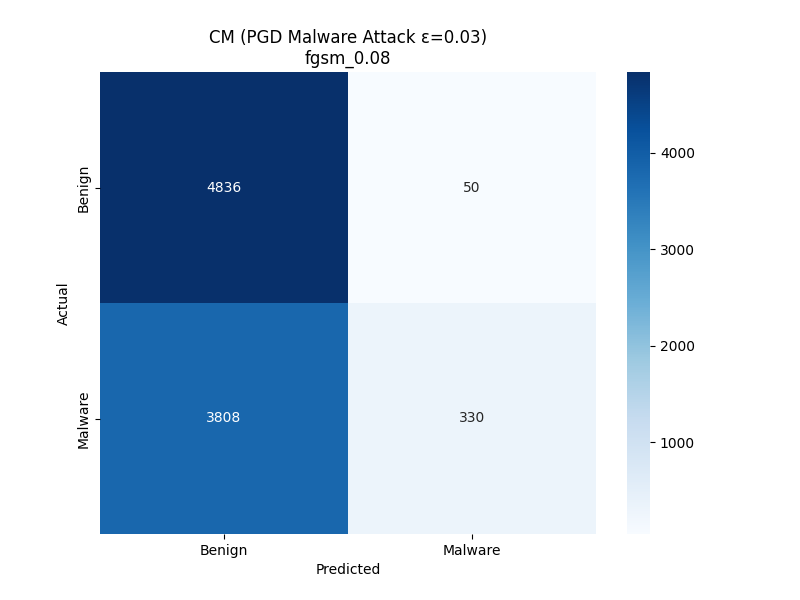 CM (PGD Malware Attack ε=0.03)
fgsm_0.08
Benign
4836
50
4000
3000
Actual
2000
Malware
3808
330
1000
Benign
Malware
Predicted